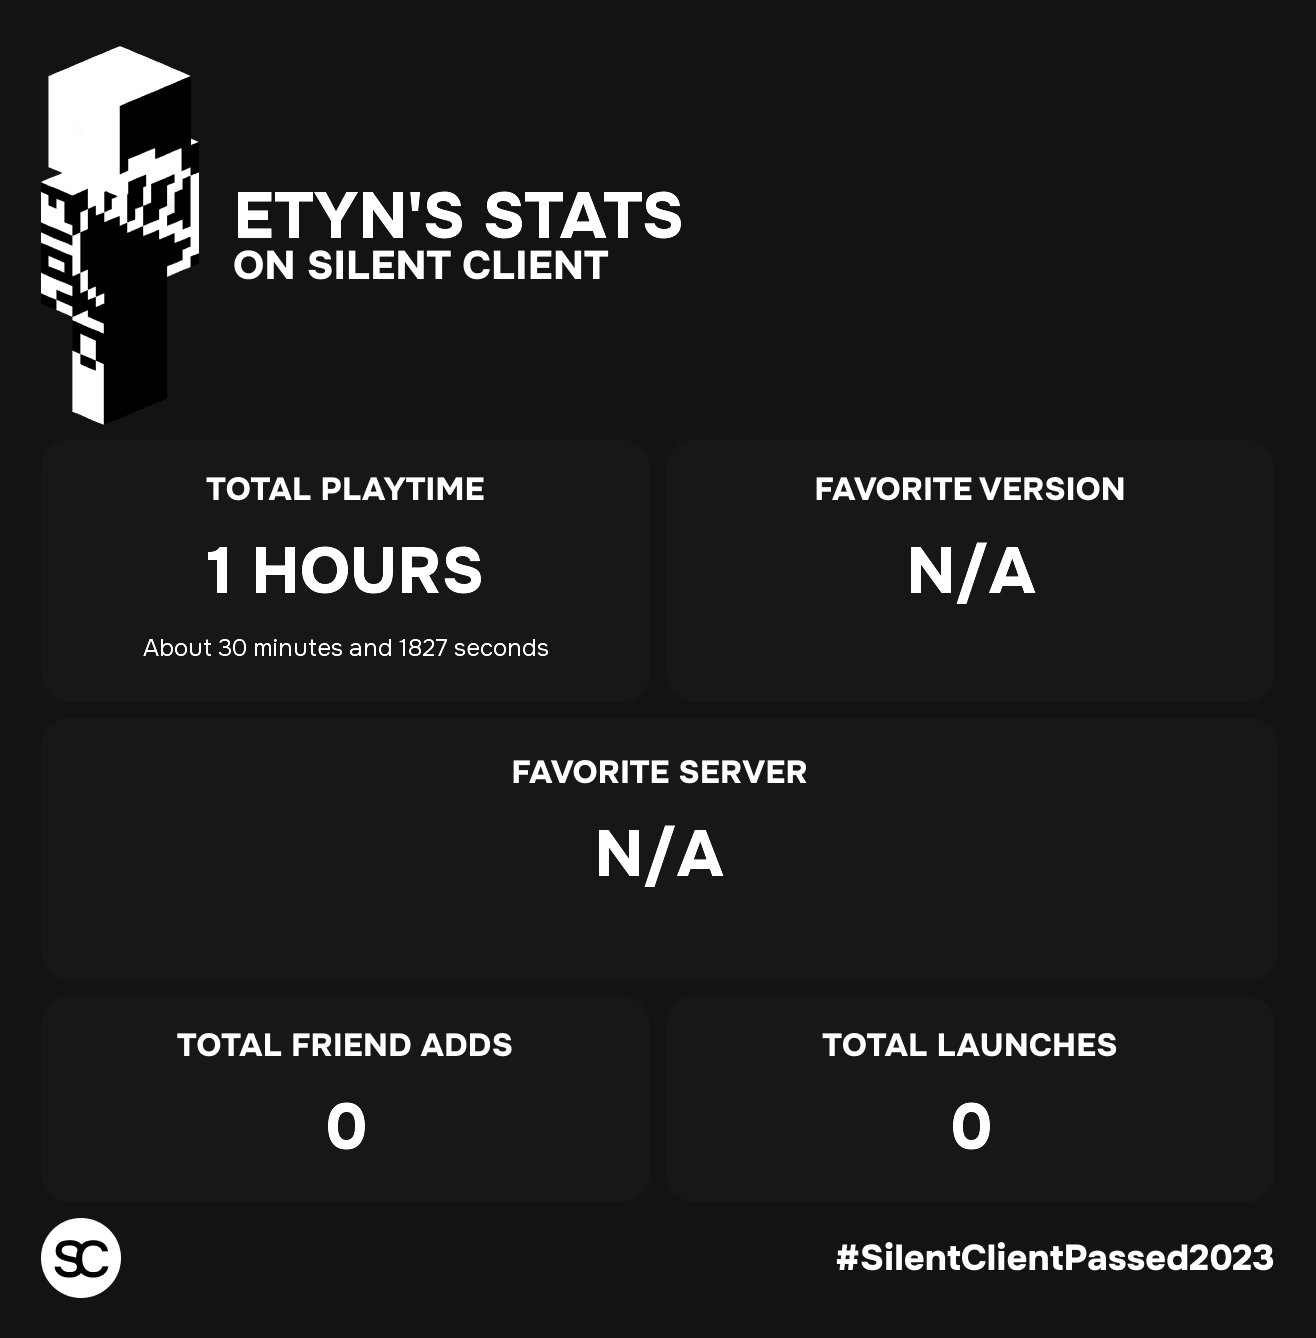 ETYN'S STATS
ON SILENT CLIENT
TOTAL PLAYTIME
1 HOURS
About 30 minutes and 1827 seconds
FAVORITE VERSION
N/A
FAVORITE SERVER
N/A
TOTAL FRIEND ADDS
0
TOTAL LAUNCHES
0
SC
#SilentClientPassed2023